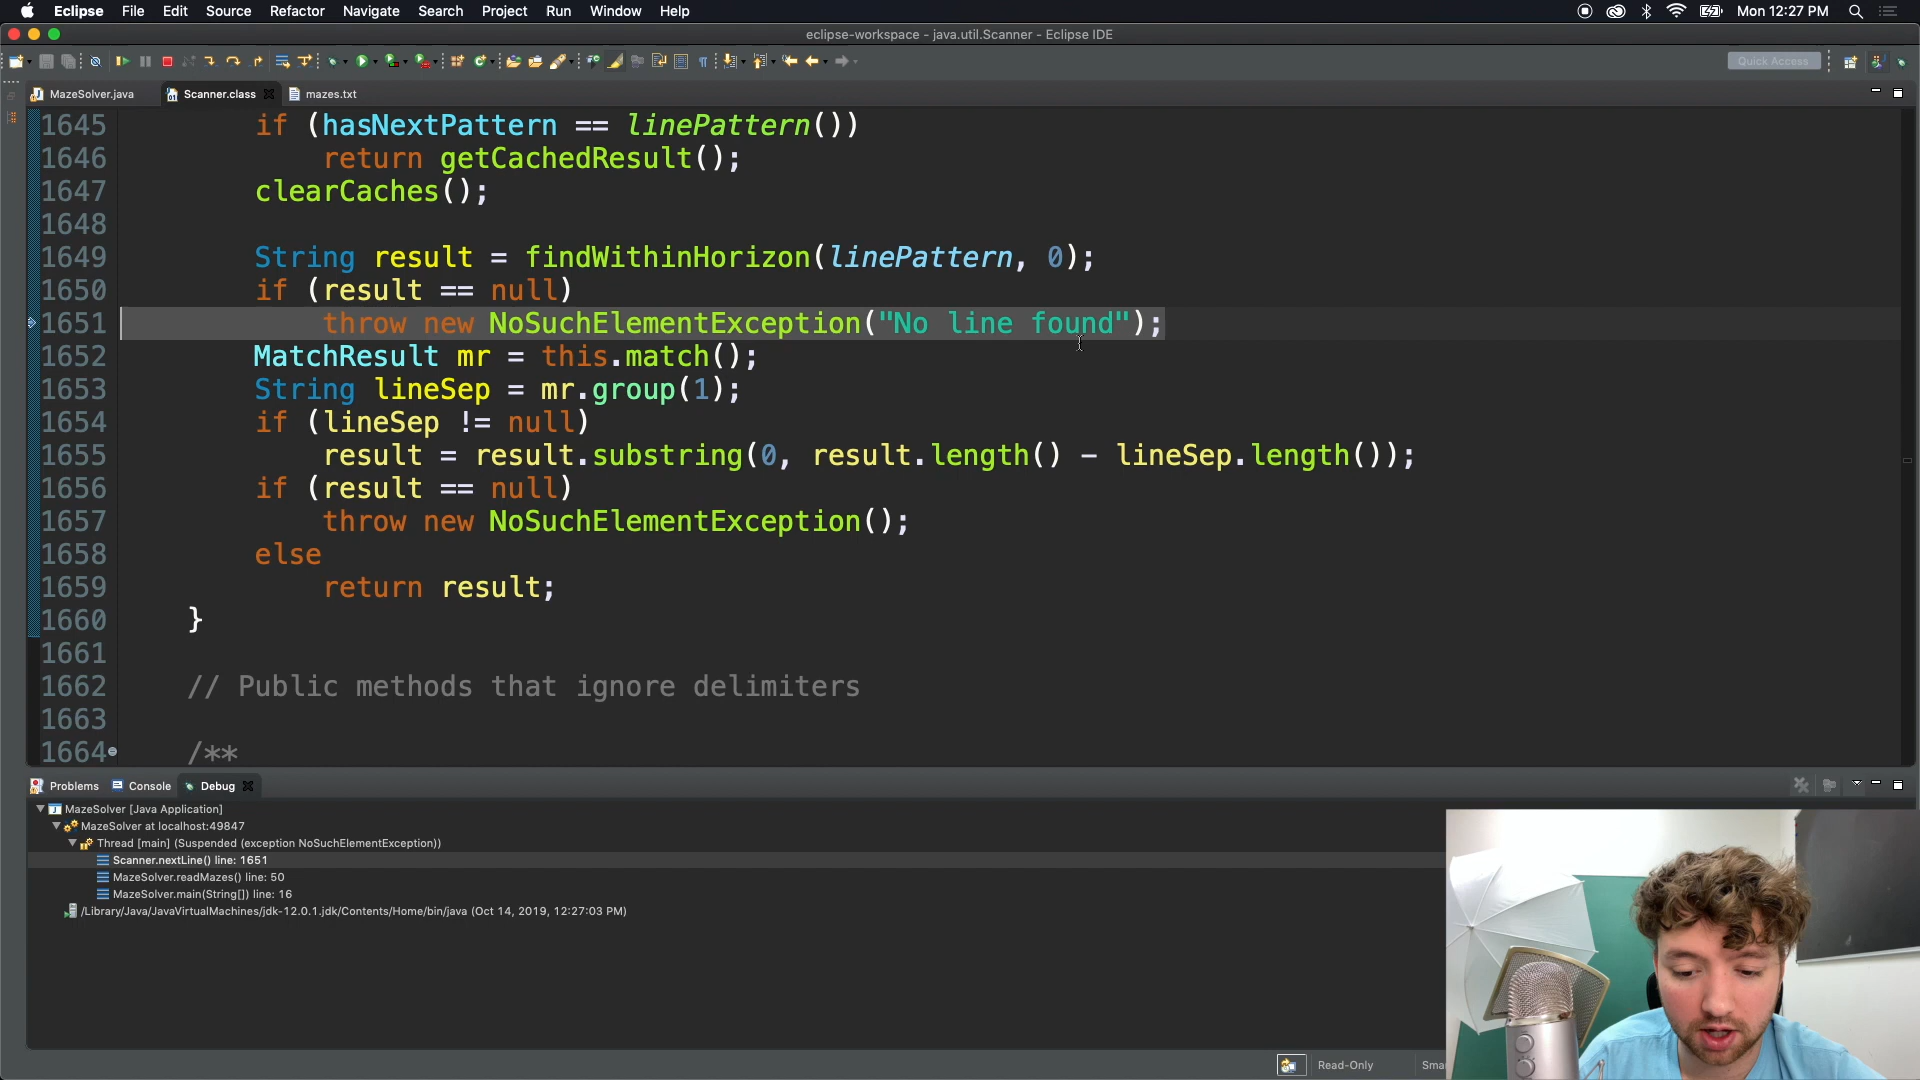 Eclipse File Edit Source Refactor Navigate Search Project Run Window Help Mon 12:27 PM
eclipse-workspace - java.util.Scanner - Eclipse IDE
Quick Access
MazeSolver.java Scanner.class mazes.txt
1645 if (hasNextPattern == linePattern())
1646 return getCachedResult();
1647 clearCaches();
1648
1649 String result = findWithinHorizon(linePattern, 0);
1650 if (result == null)
1651 throw new NoSuchElementException("No line found");
1652 MatchResult mr = this.match();
1653 String lineSep = mr.group(1);
1654 if (lineSep != null)
1655 result = result.substring(0, result.length() - lineSep.length());
1656 if (result == null)
1657 throw new NoSuchElementException();
1658 else
1659 return result;
1660 }
1661
1662 // Public methods that ignore delimiters
1663
1664 /**
Problems Console Debug
MazeSolver [Java Application]
MazeSolver at localhost:49847
Thread [main] (Suspended (exception NoSuchElementException))
Scanner.nextLine() line: 1651
MazeSolver.readMazes() line: 50
MazeSolver.main(String[]) line: 16
/Library/Java/JavaVirtualMachines/jdk-12.0.1.jdk/Contents/Home/bin/java (Oct 14, 2019, 12:27:03 PM)
Read-Only Sma